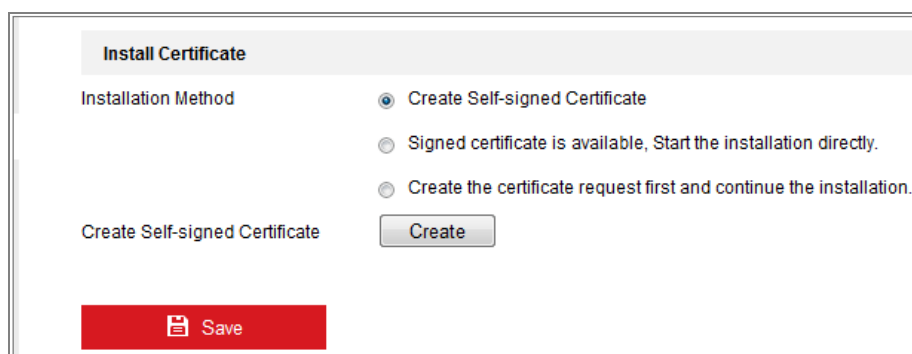 Install Certificate
Installation Method
Create Self-signed Certificate
Signed certificate is available, Start the installation directly.
Create the certificate request first and continue the installation.
Create Self-signed Certificate
Create
Save